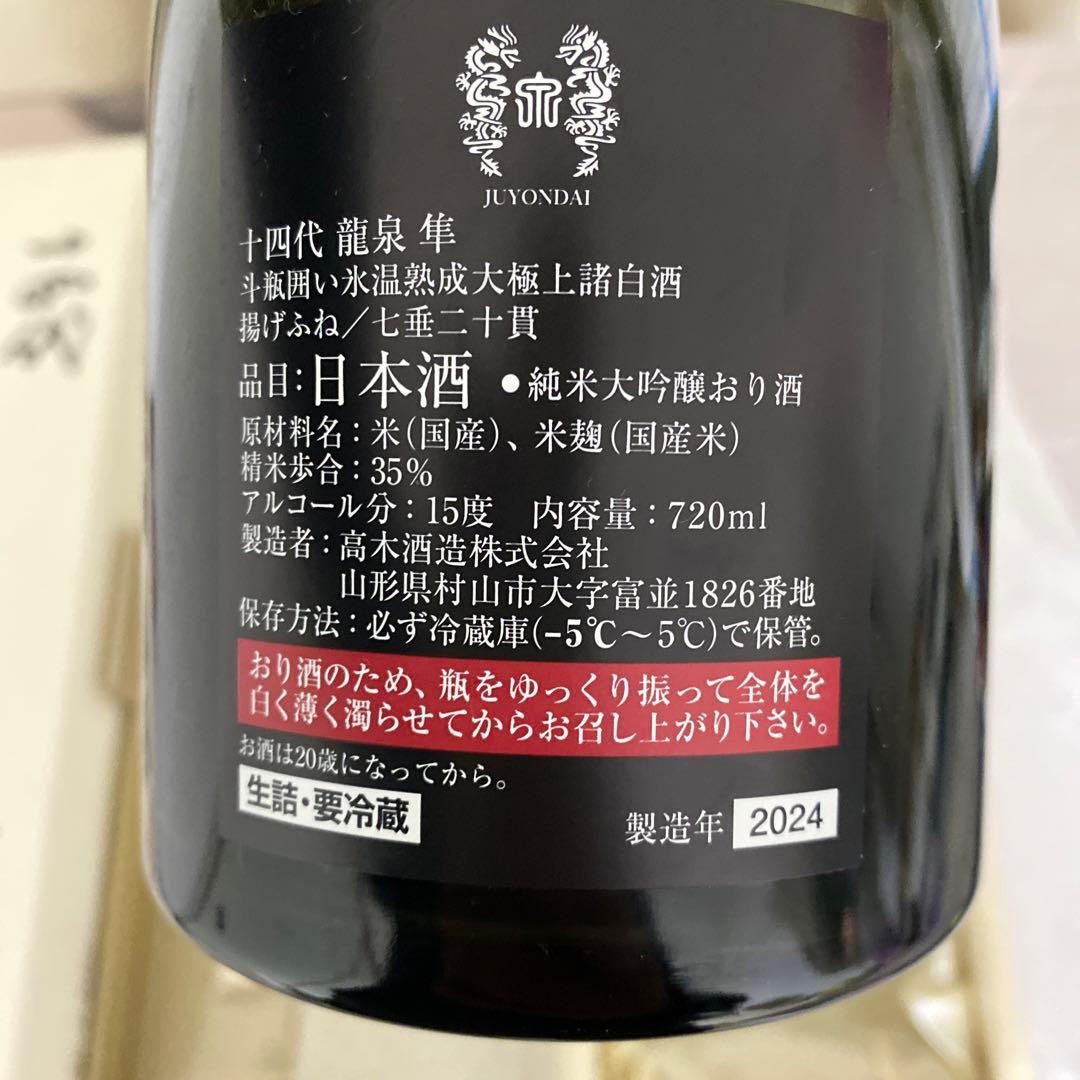 JUYONDAI
十四代 龍泉 隼
斗瓶囲い氷温熟成大極上諸白酒
揚げふね／七垂二十貫
品目：日本酒 ●純米大吟醸おり酒
原材料名：米（国産）、米麹（国産米）
精米歩合：35%
アルコール分：15度 内容量：720ml
製造者：高木酒造株式会社
山形県村山市大字富並1826番地
保存方法：必ず冷蔵庫(−5℃〜5℃)で保管。
おり酒のため、瓶をゆっくり振って全体を
白く薄く濁らせてからお召し上がり下さい。
お酒は20歳になってから。
生詰・要冷蔵
製造年 2024